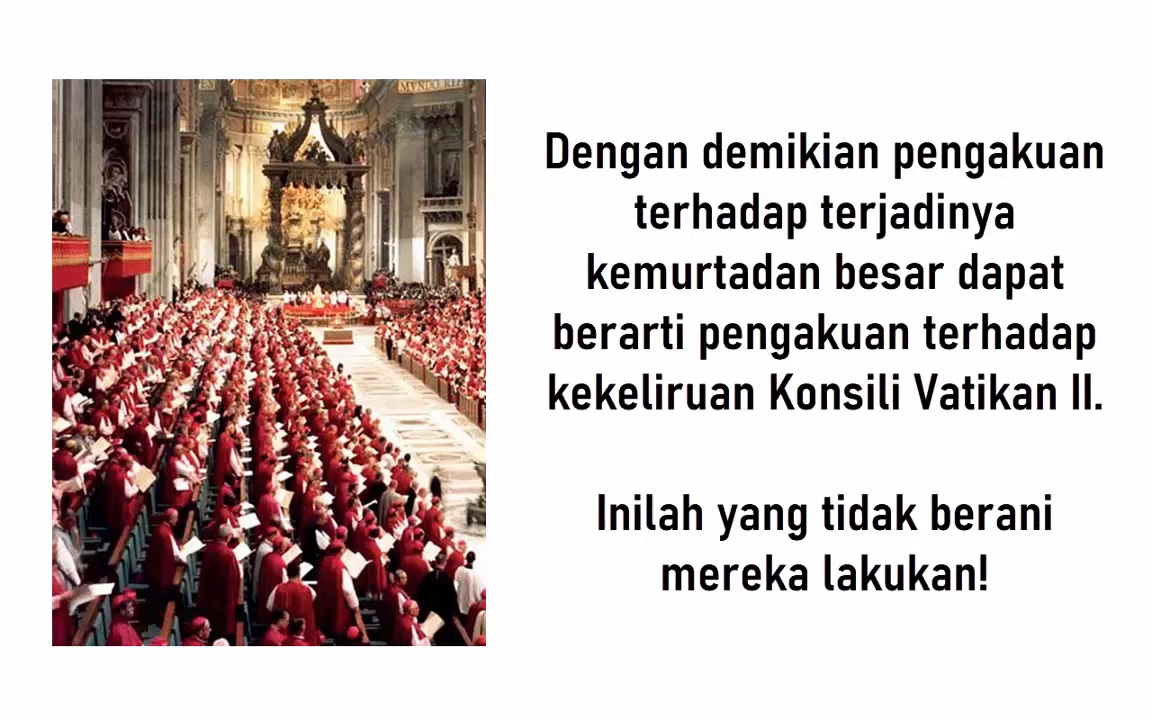 Dengan demikian pengakuan
terhadap terjadinya
kemurtadan besar dapat
berarti pengakuan terhadap
kekeliruan Konsili Vatikan II.
Inilah yang tidak berani
mereka lakukan!